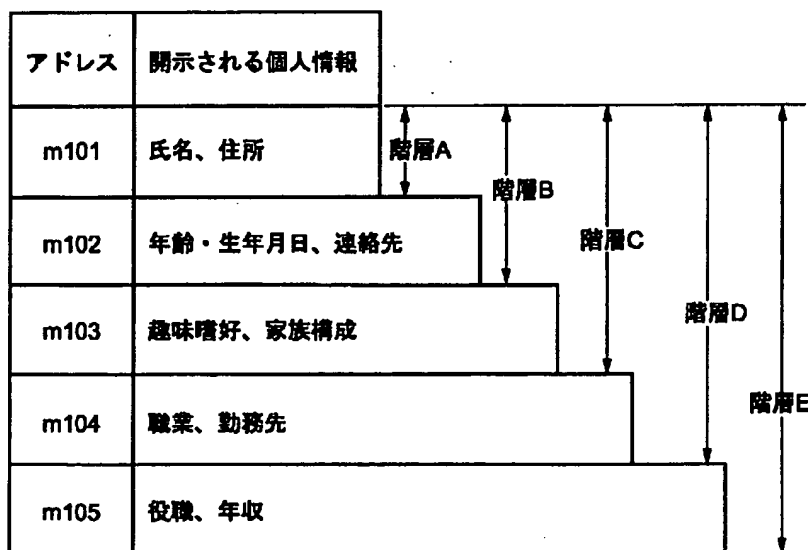 アドレス 開示される個人情報
m101 氏名、住所 階層A
階層B
m102 年齢・生年月日、連絡先 階層C
m103 趣味嗜好、家族構成 階層D
m104 職業、勤務先 階層E
m105 役職、年収